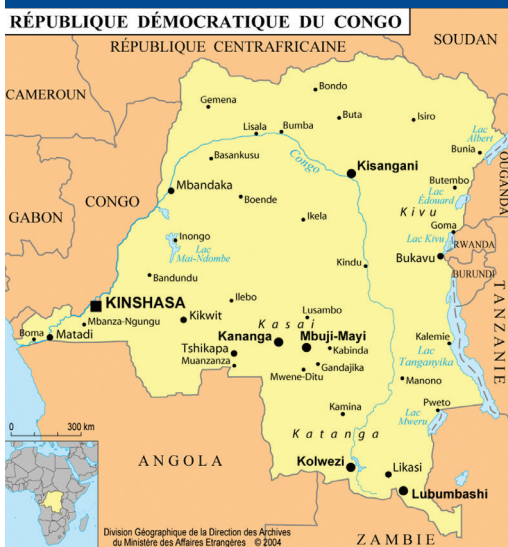 RÉPUBLIQUE DÉMOCRATIQUE DU CONGO
RÉPUBLIQUE CENTRAFRICAINE
SOUDAN
CAMEROUN
Bondo
Gemena
Buta
Isiro
Lisala
Bumba
Lac
Albert
Bunia
Basankusu
Congo
Kisangani
OUGANDA
Mbandaka
Butembo
CONGO
Boende
Lac
Édouard
GABON
Ikela
Kivu
Goma
Inongo
Lac
Mai-Ndombe
Lac Kivu
RWANDA
Bukavu
Kindu
BURUNDI
Bandundu
TANZANIE
KINSHASA
Ilebo
Lusambo
Mbanza-Ngungu
Kikwit
Kasai
Boma
Matadi
Kananga
Mbuji-Mayi
Kalemie
Tshikapa
Kabinda
Lac
Tanganyika
Muanzanza
Gandajika
Mwene-Ditu
Manono
Pweto
Kamina
Lac
Mweru
0 300 km
Katanga
ANGOLA
Kolwezi
Likasi
Lubumbashi
Division Géographique de la Direction des Archives
du Ministère des Affaires Etrangères © 2004
ZAMBIE